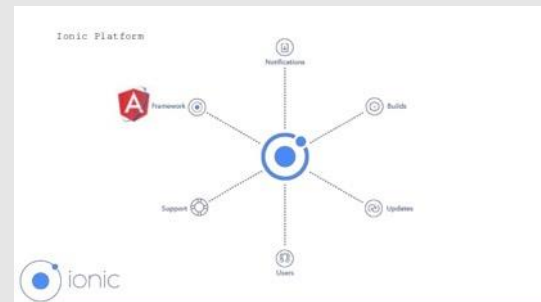 Ionic Platform
Notifications
Framework
Builds
Support
Updates
Users
ionic